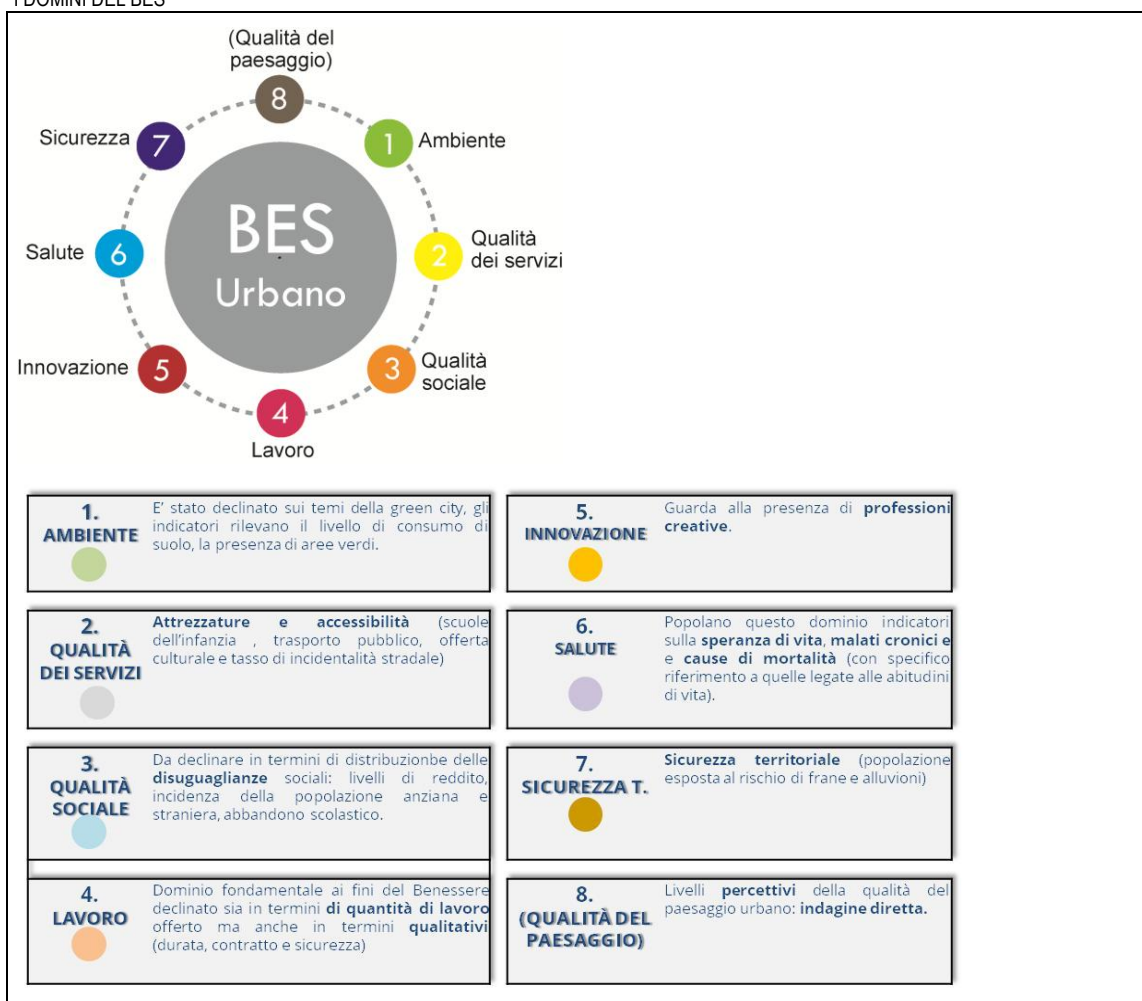 I DOMINI DEL BES
(Qualità del
paesaggio)
8
Sicurezza
7
1
Ambiente
BES
Urbano
Salute
6
2
Qualità
dei servizi
Innovazione
5
3
Qualità
sociale
4
Lavoro
1.
AMBIENTE
E' stato declinato sui temi della green city, gli
indicatori rilevano il livello di consumo di
suolo, la presenza di aree verdi.
5.
INNOVAZIONE
Guarda alla presenza di professioni
creative.
2.
QUALITÀ
DEI SERVIZI
Attrezzature e accessibilità (scuole
dell'infanzia , trasporto pubblico, offerta
culturale e tasso di incidentalità stradale)
6.
SALUTE
Popolano questo dominio indicatori
sulla speranza di vita, malati cronici e
e cause di mortalità (con specifico
riferimento a quelle legate alle abitudini
di vita).
3.
QUALITÀ
SOCIALE
Da declinare in termini di distribuzionbe delle
disuguaglianze sociali: livelli di reddito,
incidenza della popolazione anziana e
straniera, abbandono scolastico.
7.
SICUREZZA T.
Sicurezza territoriale (popolazione
esposta al rischio di frane e alluvioni)
4.
LAVORO
Dominio fondamentale ai fini del Benessere
declinato sia in termini di quantità di lavoro
offerto ma anche in termini qualitativi
(durata, contratto e sicurezza)
8.
(QUALITÀ DEL
PAESAGGIO)
Livelli percettivi della qualità del
paesaggio urbano: indagine diretta.